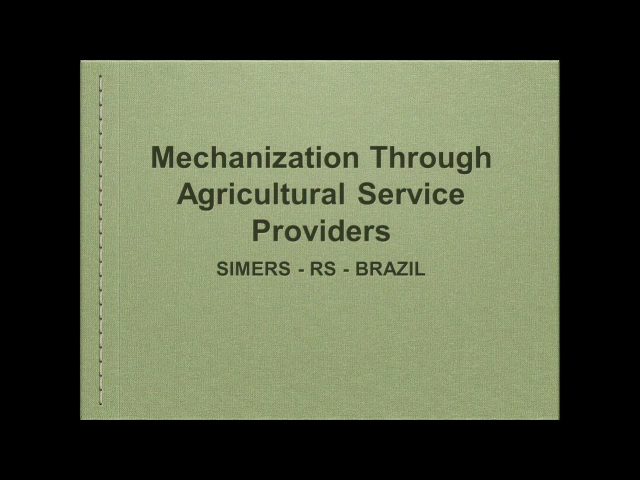 Mechanization Through
Agricultural Service
Providers
SIMERS - RS - BRAZIL